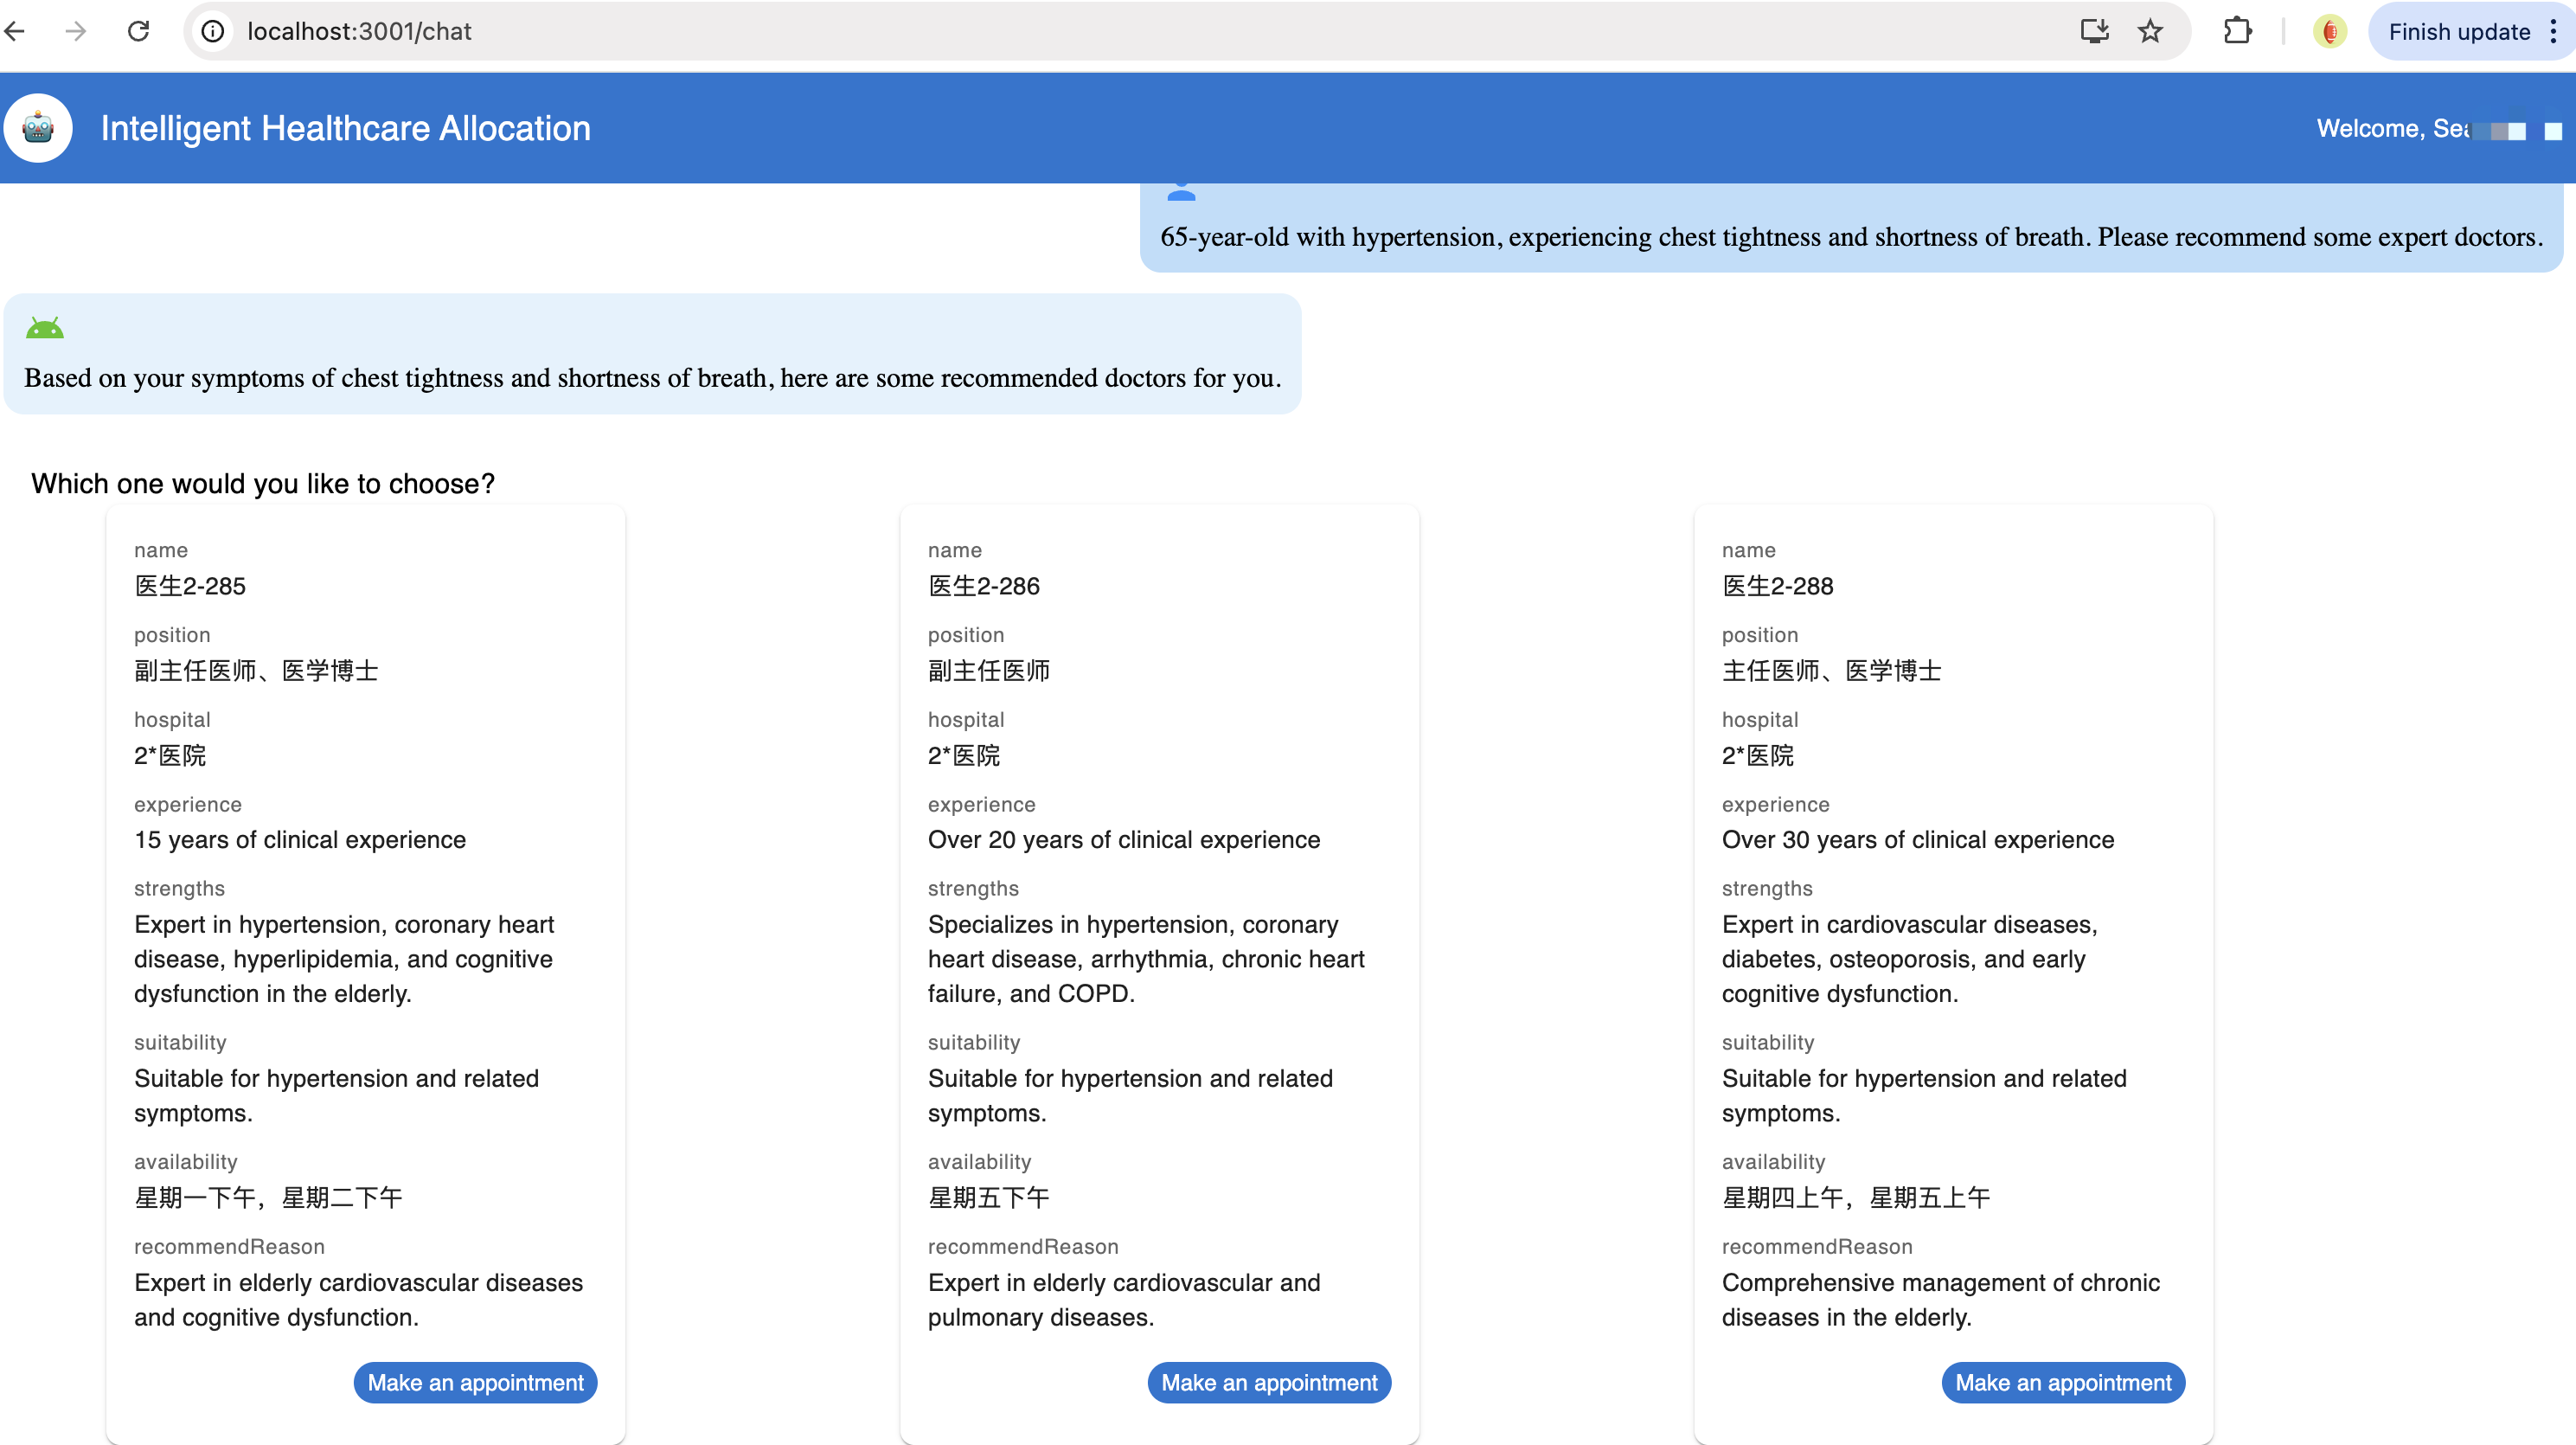 localhost:3001/chat
Finish update
Intelligent Healthcare Allocation
Welcome,
65-year-old with hypertension, experiencing chest tightness and shortness of breath. Please recommend some expert doctors.
Based on your symptoms of chest tightness and shortness of breath, here are some recommended doctors for you.
Which one would you like to choose?
name
医生2-285
position
副主任医师、医学博士
hospital
2*医院
experience
15 years of clinical experience
strengths
Expert in hypertension, coronary heart
disease, hyperlipidemia, and cognitive
dysfunction in the elderly.
suitability
Suitable for hypertension and related
symptoms.
availability
星期一下午，星期二下午
recommendReason
Expert in elderly cardiovascular diseases
and cognitive dysfunction.
Make an appointment
name
医生2-286
position
副主任医师
hospital
2*医院
experience
Over 20 years of clinical experience
strengths
Specializes in hypertension, coronary
heart disease, arrhythmia, chronic heart
failure, and COPD.
suitability
Suitable for hypertension and related
symptoms.
availability
星期五下午
recommendReason
Expert in elderly cardiovascular and
pulmonary diseases.
Make an appointment
name
医生2-288
position
主任医师、医学博士
hospital
2*医院
experience
Over 30 years of clinical experience
strengths
Expert in cardiovascular diseases,
diabetes, osteoporosis, and early
cognitive dysfunction.
suitability
Suitable for hypertension and related
symptoms.
availability
星期四上午，星期五上午
recommendReason
Comprehensive management of chronic
diseases in the elderly.
Make an appointment